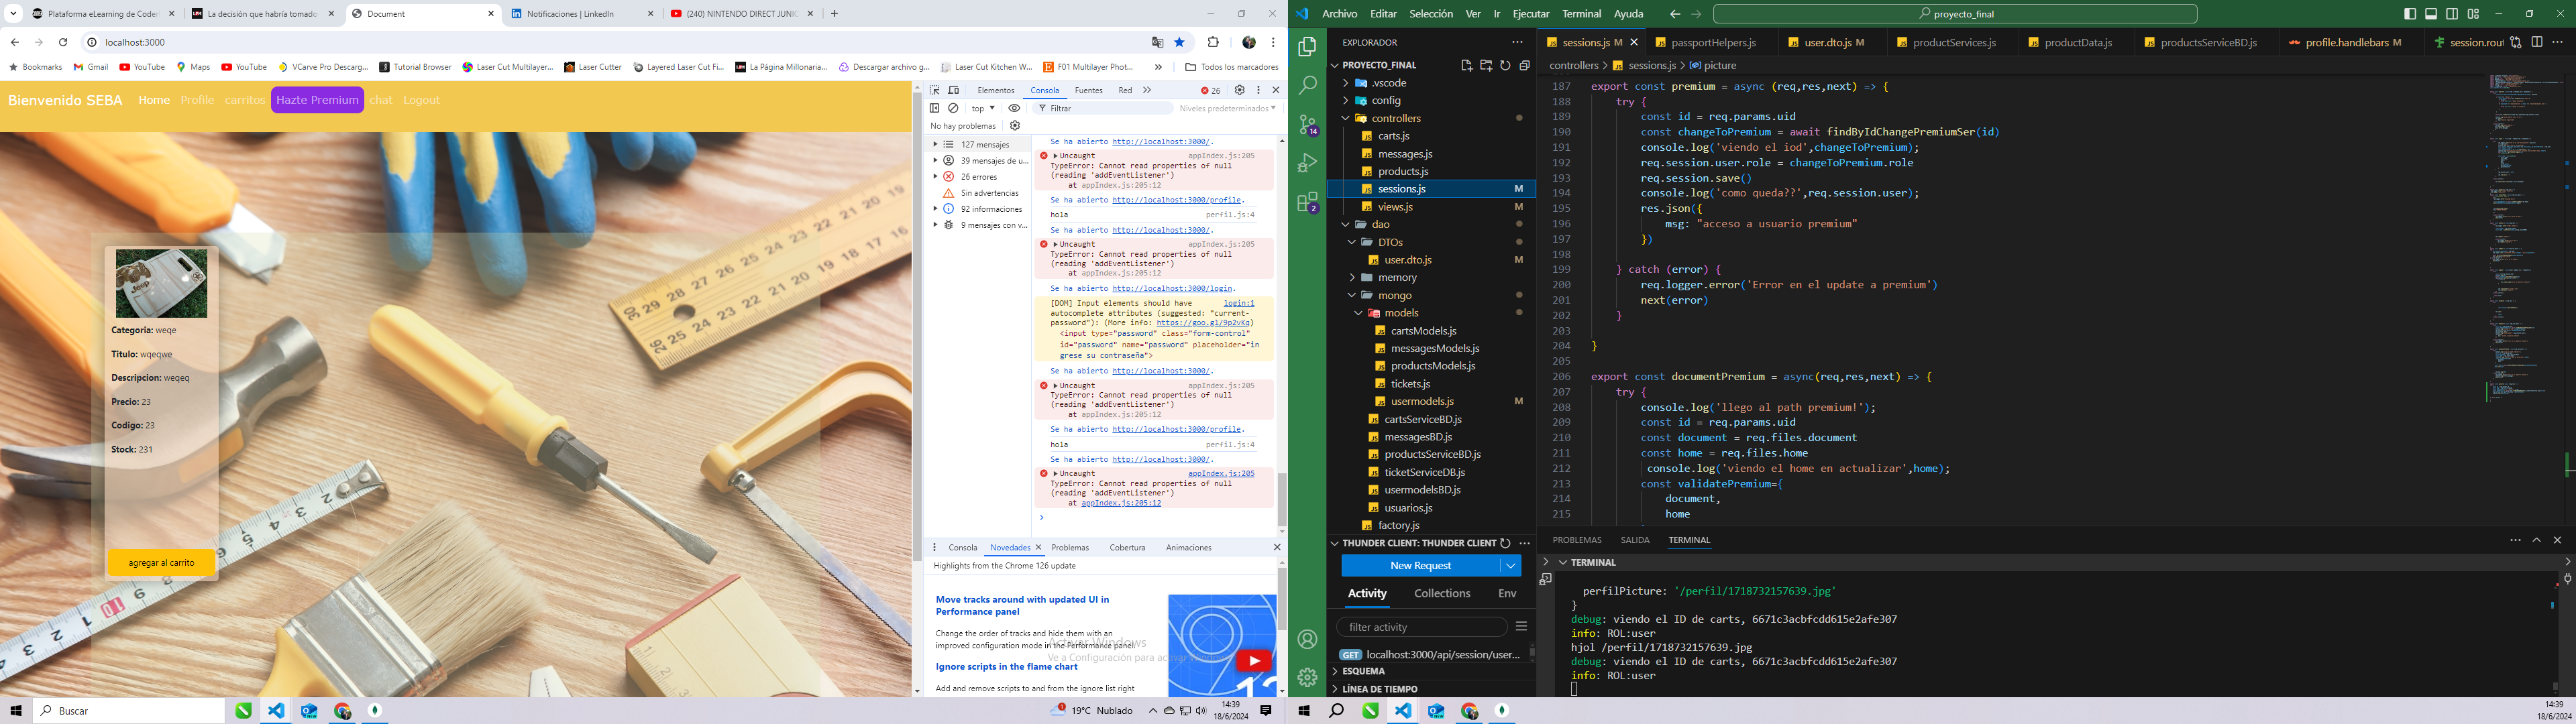 Plataforma eLearning de Coder
La decisión que habría tomado
Document
Notificaciones | LinkedIn
(240) NINTENDO DIRECT JUNIO
localhost:3000
Bookmarks
Gmail
YouTube
Maps
YouTube
VCarve Pro Descarg...
Tutorial Browser
Laser Cut Multilayer...
Laser Cutter
Layered Laser Cut Fi...
La Página Millonaria...
Descargar archivo g...
Laser Cut Kitchen W...
F01 Multilayer Phot...
Todos los marcadores
Bienvenido SEBA
Home
Profile
carritos
Hazte Premium
chat
Logout
Categoria: weqe
Titulo: wqeqwe
Descripcion: weqeq
Precio: 23
Codigo: 23
Stock: 231
agregar al carrito
Elementos
Consola
Fuentes
Red
26
top
Filtrar
Niveles predeterminados
No hay problemas
127 mensajes
39 mensajes de u...
26 errores
Sin advertencias
92 informaciones
9 mensajes con v...
Se ha abierto http://localhost:3000/.
Uncaught appIndex.js:205
TypeError: Cannot read properties of null
(reading 'addEventListener')
at appIndex.js:205:12
Se ha abierto http://localhost:3000/profile.
hola perfil.js:4
Se ha abierto http://localhost:3000/.
Uncaught appIndex.js:205
TypeError: Cannot read properties of null
(reading 'addEventListener')
at appIndex.js:205:12
Se ha abierto http://localhost:3000/login.
[DOM] Input elements should have login:1
autocomplete attributes (suggested: "current-
password"): (More info: https://goo.gl/9p2vKq)
<input type="password" class="form-control"
id="password" name="password" placeholder="in
grese su contraseña">
Se ha abierto http://localhost:3000/.
Uncaught appIndex.js:205
TypeError: Cannot read properties of null
(reading 'addEventListener')
at appIndex.js:205:12
Se ha abierto http://localhost:3000/profile.
hola perfil.js:4
Se ha abierto http://localhost:3000/.
Uncaught appIndex.js:205
TypeError: Cannot read properties of null
(reading 'addEventListener')
at appIndex.js:205:12
Consola
Novedades
Problemas
Cobertura
Animaciones
Highlights from the Chrome 126 update
Move tracks around with updated UI in
Performance panel
Change the order of tracks and hide them with an
improved configuration mode in the Performance panel.
Ignore scripts in the flame chart
Add and remove scripts to and from the ignore list right
Activar Windows
Ve a Configuración para activar Windows.
Buscar
19°C Nublado
14:39
18/6/2024
Archivo
Editar
Selección
Ver
Ir
Ejecutar
Terminal
Ayuda
proyecto_final
EXPLORADOR
PROYECTO_FINAL
.vscode
config
controllers
carts.js
messages.js
products.js
sessions.js M
views.js M
dao
DTOs
user.dto.js M
memory
mongo
models
cartsModels.js
messagesModels.js
productsModels.js
tickets.js
usermodels.js M
cartsServiceBD.js
messagesBD.js
productsServiceBD.js
ticketServiceDB.js
usermodelsBD.js
usuarios.js
factory.js
14
2
THUNDER CLIENT: THUNDER CLIENT
New Request
Activity
Collections
Env
filter activity
GET localhost:3000/api/session/user...
ESQUEMA
LÍNEA DE TIEMPO
sessions.js M
passportHelpers.js
user.dto.js M
productServices.js
productData.js
productsServiceBD.js
profile.handlebars M
session.rout
controllers > sessions.js > picture
187 export const premium = async (req,res,next) => {
188 try {
189 const id = req.params.uid
190 const changeToPremium = await findByIdChangePremiumSer(id)
191 console.log('viendo el iod',changeToPremium);
192 req.session.user.role = changeToPremium.role
193 req.session.save()
194 console.log('como queda??',req.session.user);
195 res.json({
196 msg: "acceso a usuario premium"
197 })
198
199 } catch (error) {
200 req.logger.error('Error en el update a premium')
201 next(error)
202 }
203
204 }
205
206 export const documentPremium = async(req,res,next) => {
207 try {
208 console.log('llego al path premium!');
209 const id = req.params.uid
210 const document = req.files.document
211 const home = req.files.home
212 console.log('viendo el home en actualizar',home);
213 const validatePremium={
214 document,
215 home
PROBLEMAS
SALIDA
TERMINAL
TERMINAL
perfilPicture: '/perfil/1718732157639.jpg'
}
debug: viendo el ID de carts, 6671c3acbfcdd615e2afe307
info: ROL:user
hjol /perfil/1718732157639.jpg
debug: viendo el ID de carts, 6671c3acbfcdd615e2afe307
info: ROL:user
14:39
18/6/2024